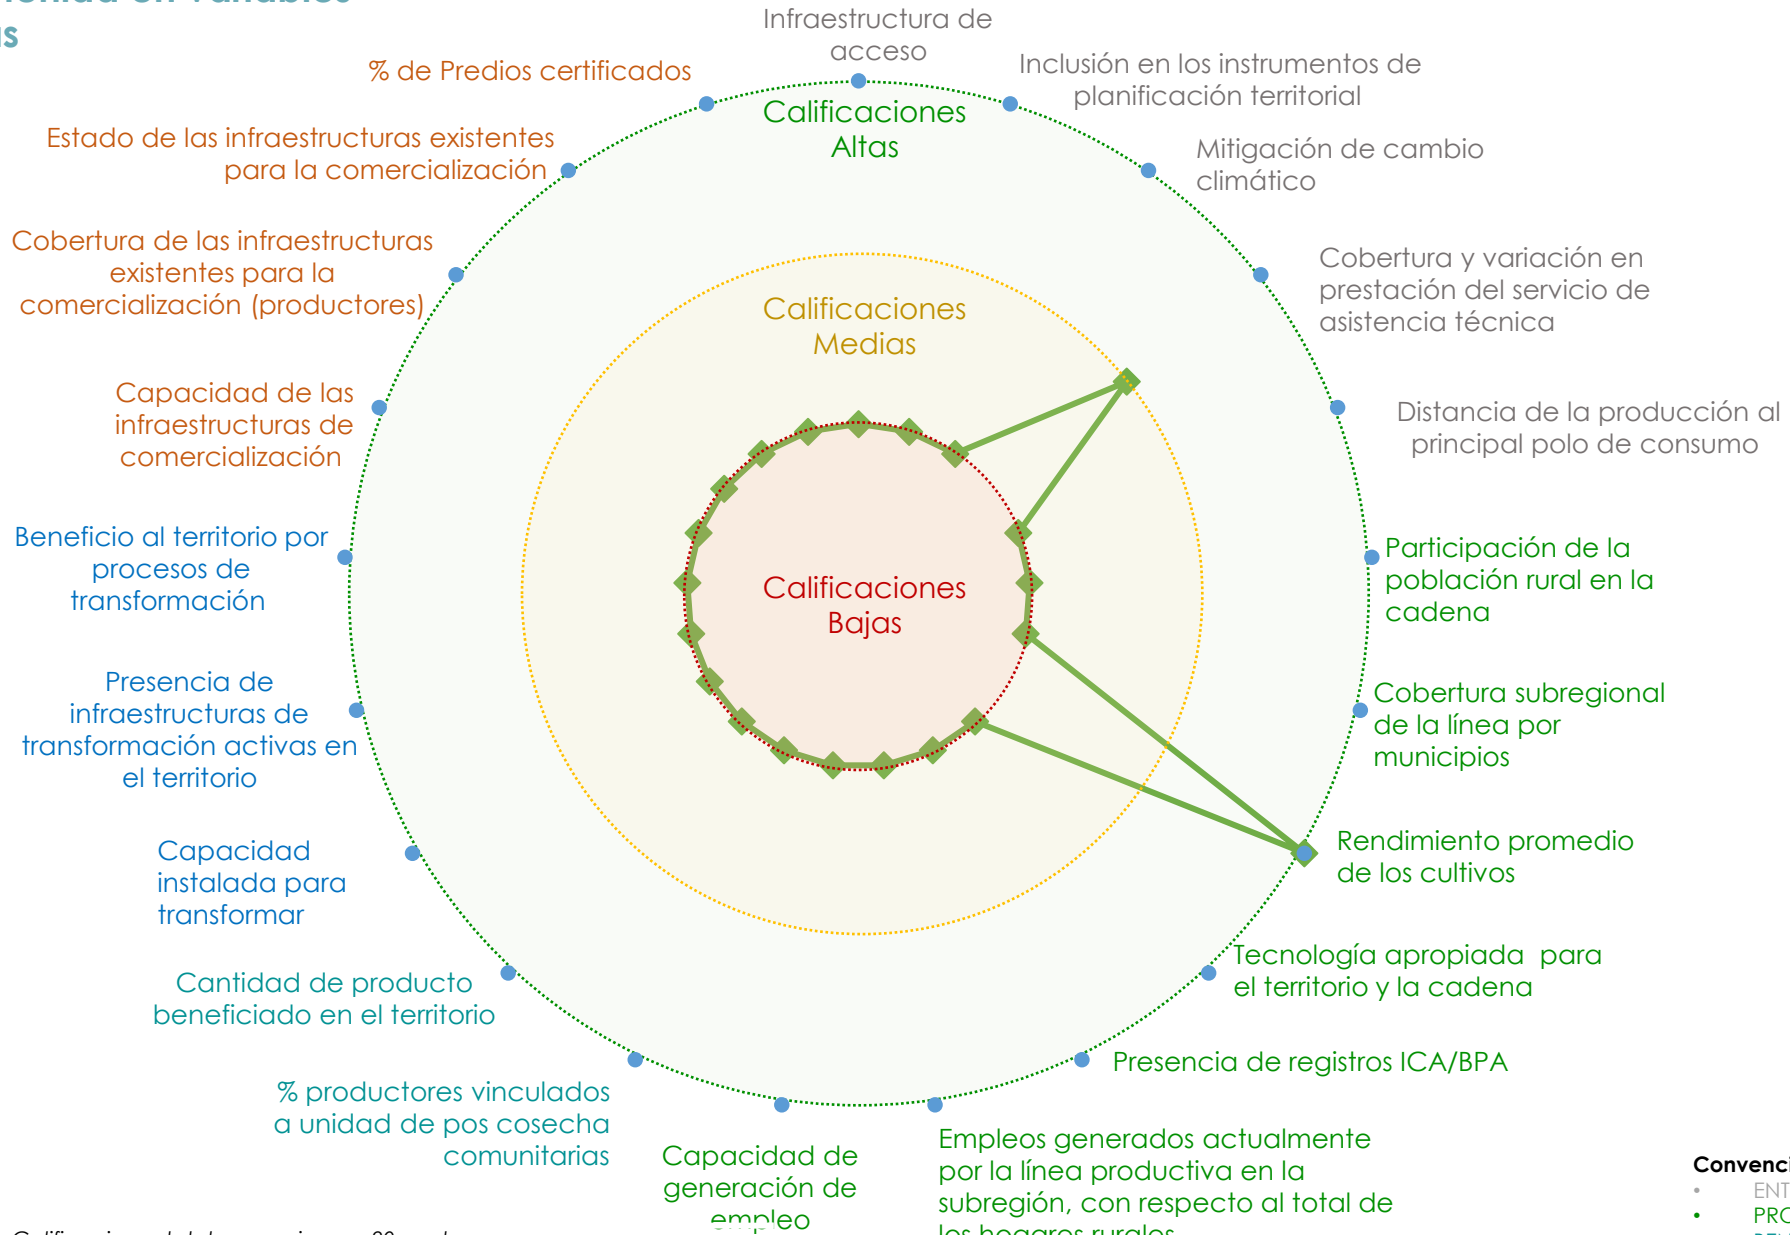 Infraestructura de
acceso
% de Predios certificados
Inclusión en los instrumentos de
planificación territorial
Calificaciones
Altas
Estado de las infraestructuras existentes
para la comercialización
Mitigación de cambio
climático
Cobertura de las infraestructuras
existentes para la
comercialización (productores)
Cobertura y variación en
prestación del servicio de
asistencia técnica
Calificaciones
Medias
Capacidad de las
infraestructuras de
comercialización
Distancia de la producción al
principal polo de consumo
Beneficio al territorio por
procesos de
transformación
Participación de la
población rural en la
cadena
Calificaciones
Bajas
Presencia de
infraestructuras de
transformación activas en
el territorio
Cobertura subregional
de la línea por
municipios
Capacidad
instalada para
transformar
Rendimiento promedio
de los cultivos
Cantidad de producto
beneficiado en el territorio
Tecnología apropiada para
el territorio y la cadena
Presencia de registros ICA/BPA
% productores vinculados
a unidad de pos cosecha
comunitarias
Capacidad de
generación de
empleo
Empleos generados actualmente
por la línea productiva en la
subregión, con respecto al total de
los hogares rurales